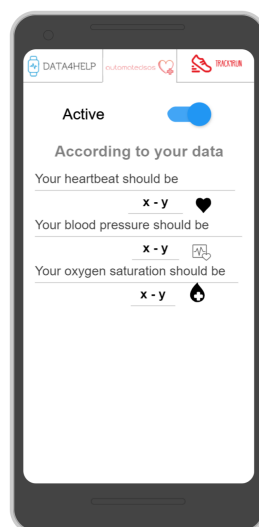 DATA4HELP automatedsos TRACK4RUN
Active
According to your data
Your heartbeat should be
x - y
Your blood pressure should be
x - y
Your oxygen saturation should be
x - y